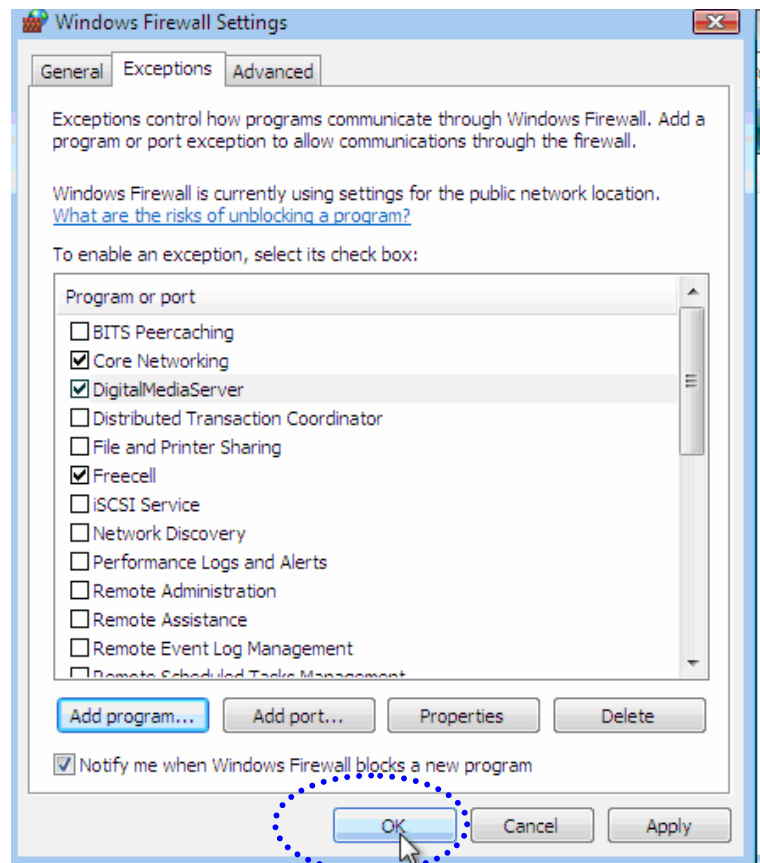 Windows Firewall Settings
General Exceptions Advanced
Exceptions control how programs communicate through Windows Firewall. Add a
program or port exception to allow communications through the firewall.
Windows Firewall is currently using settings for the public network location.
What are the risks of unblocking a program?
To enable an exception, select its check box:
Program or port
BITS Peercaching
Core Networking
DigitalMediaServer
Distributed Transaction Coordinator
File and Printer Sharing
Freecell
iSCSI Service
Network Discovery
Performance Logs and Alerts
Remote Administration
Remote Assistance
Remote Event Log Management
Remote Scheduled Tasks Management
Add program... Add port... Properties Delete
Notify me when Windows Firewall blocks a new program
OK Cancel Apply